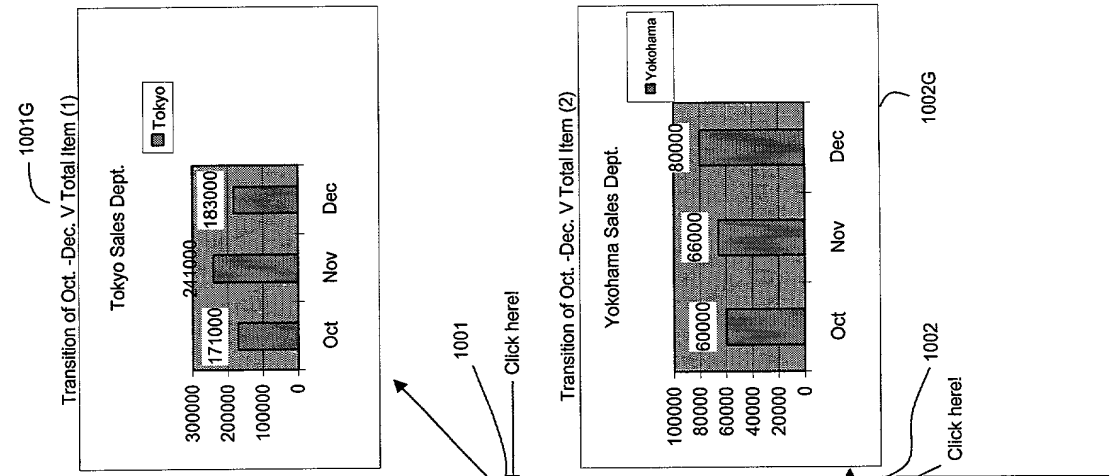 1001G
Transition of Oct. -Dec. V Total Item (1)
Tokyo Sales Dept.
Tokyo
300000
200000
100000
0
171000
241000
183000
Oct
Nov
Dec
1001
Click here!
Transition of Oct. -Dec. V Total Item (2)
Yokohama Sales Dept.
Yokohama
100000
80000
60000
40000
20000
0
60000
66000
80000
Oct
Nov
Dec
1002G
1002
Click here!